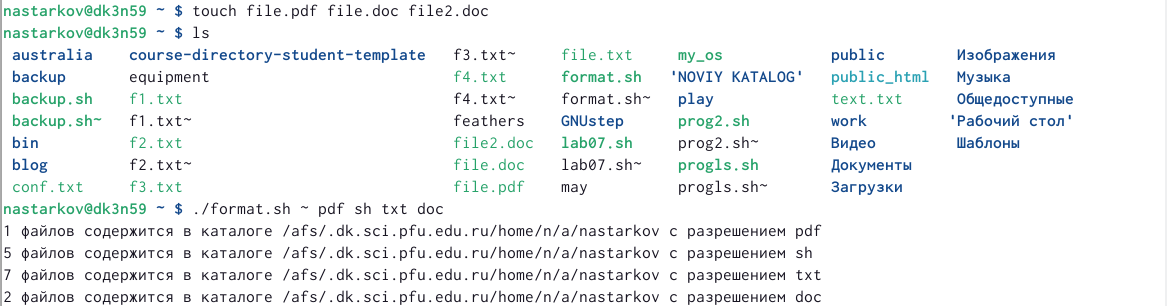 nastarkov@dk3n59 ~ $ touch file.pdf file.doc file2.doc
nastarkov@dk3n59 ~ $ ls
australia course-directory-student-template f3.txt~ file.txt my_os public Изображения
backup equipment f4.txt format.sh 'NOVIY KATALOG' public_html Музыка
backup.sh f1.txt f4.txt~ format.sh~ play text.txt Общедоступные
backup.sh~ f1.txt~ feathers GNUstep prog2.sh work 'Рабочий стол'
bin f2.txt file2.doc lab07.sh prog2.sh~ Видео Шаблоны
blog f2.txt~ file.doc lab07.sh~ progls.sh Документы
conf.txt f3.txt file.pdf may progls.sh~ Загрузки
nastarkov@dk3n59 ~ $ ./format.sh ~ pdf sh txt doc
1 файлов содержится в каталоге /afs/.dk.sci.pfu.edu.ru/home/n/a/nastarkov с разрешением pdf
5 файлов содержится в каталоге /afs/.dk.sci.pfu.edu.ru/home/n/a/nastarkov с разрешением sh
7 файлов содержится в каталоге /afs/.dk.sci.pfu.edu.ru/home/n/a/nastarkov с разрешением txt
2 файлов содержится в каталоге /afs/.dk.sci.pfu.edu.ru/home/n/a/nastarkov с разрешением doc